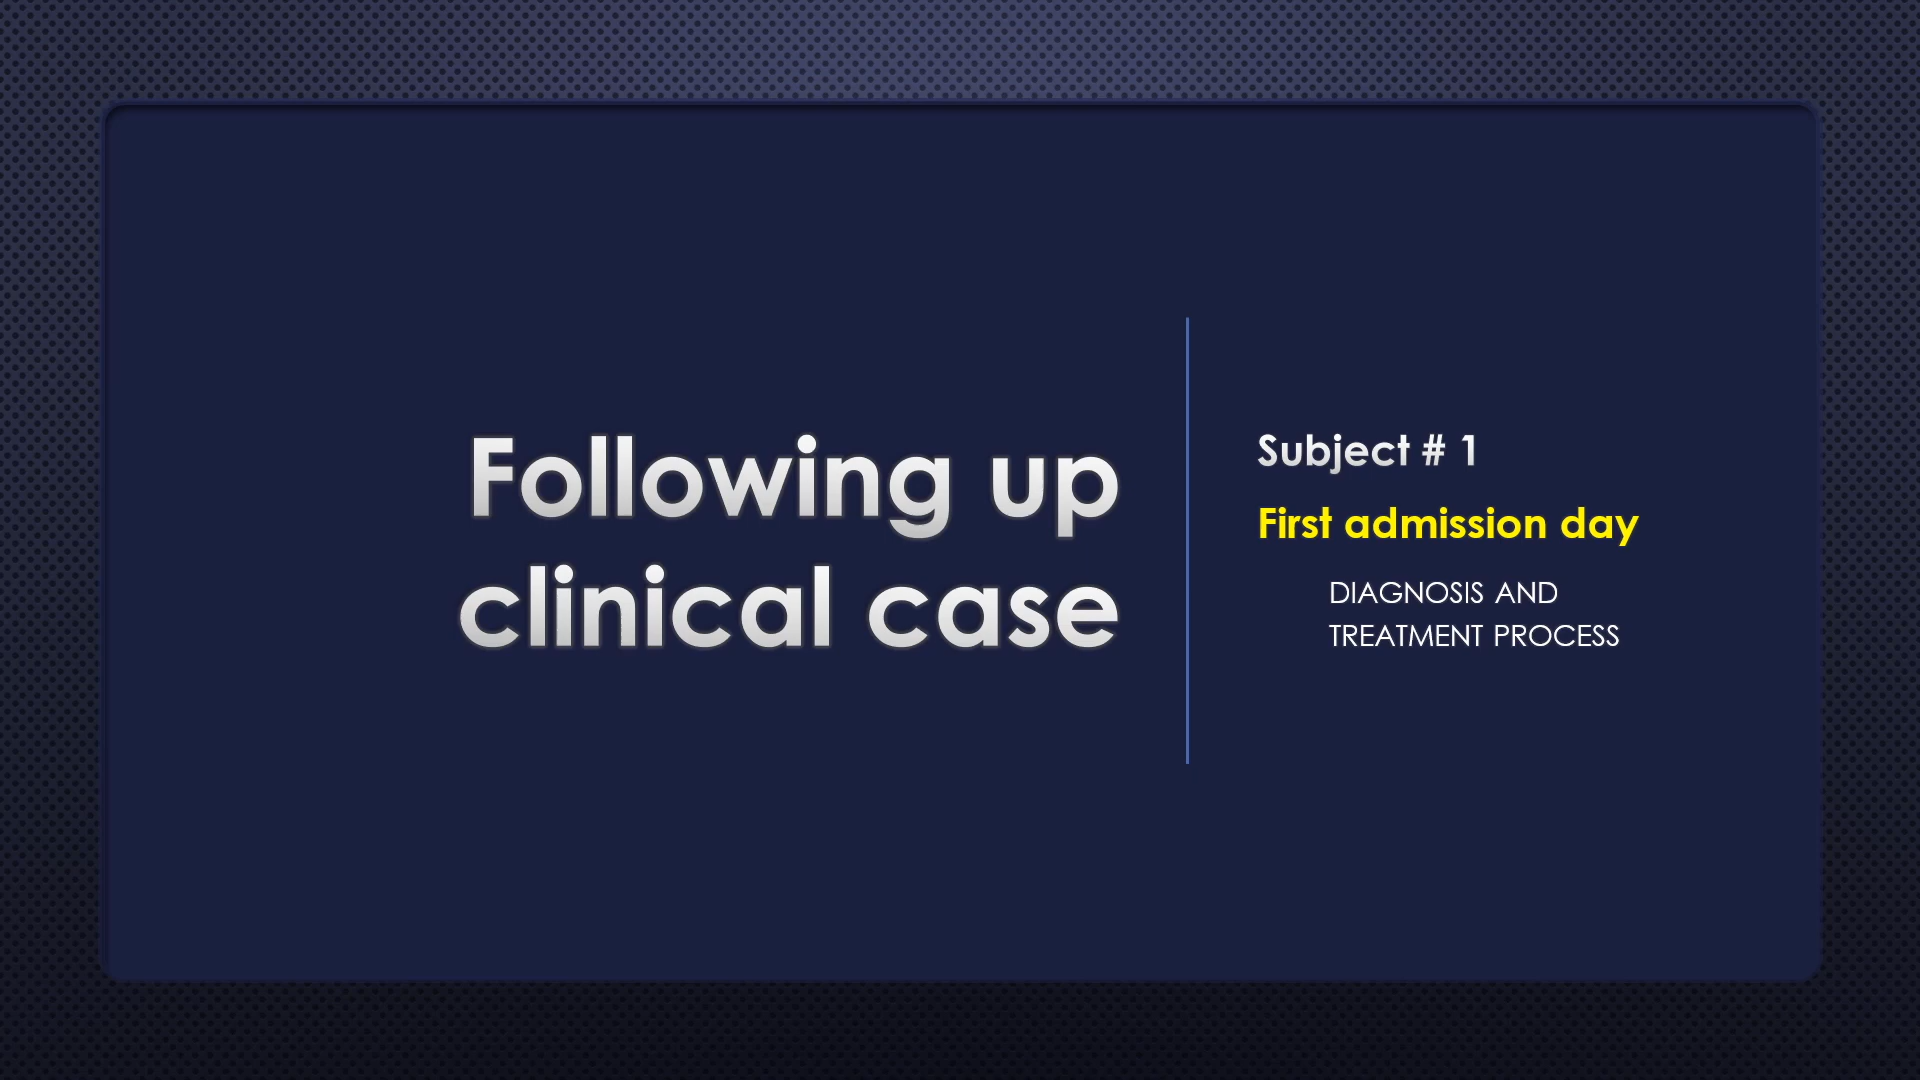 Following up
clinical case
Subject # 1
First admission day
DIAGNOSIS AND
TREATMENT PROCESS